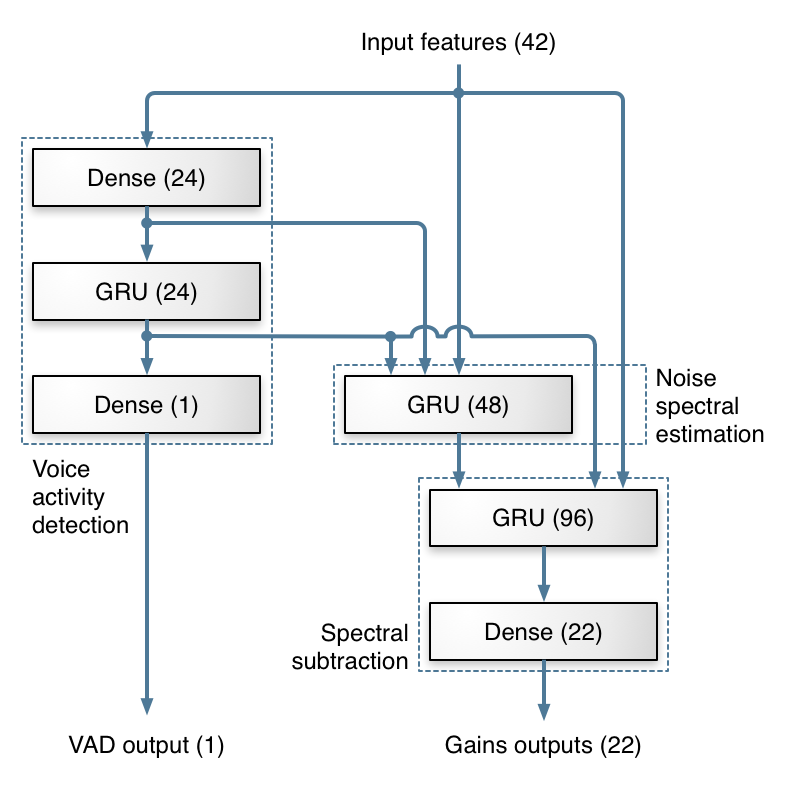 Input features (42)
Dense (24)
GRU (24)
Dense (1)
Voice
activity
detection
GRU (48)
Noise
spectral
estimation
GRU (96)
Dense (22)
Spectral
subtraction
VAD output (1)
Gains outputs (22)